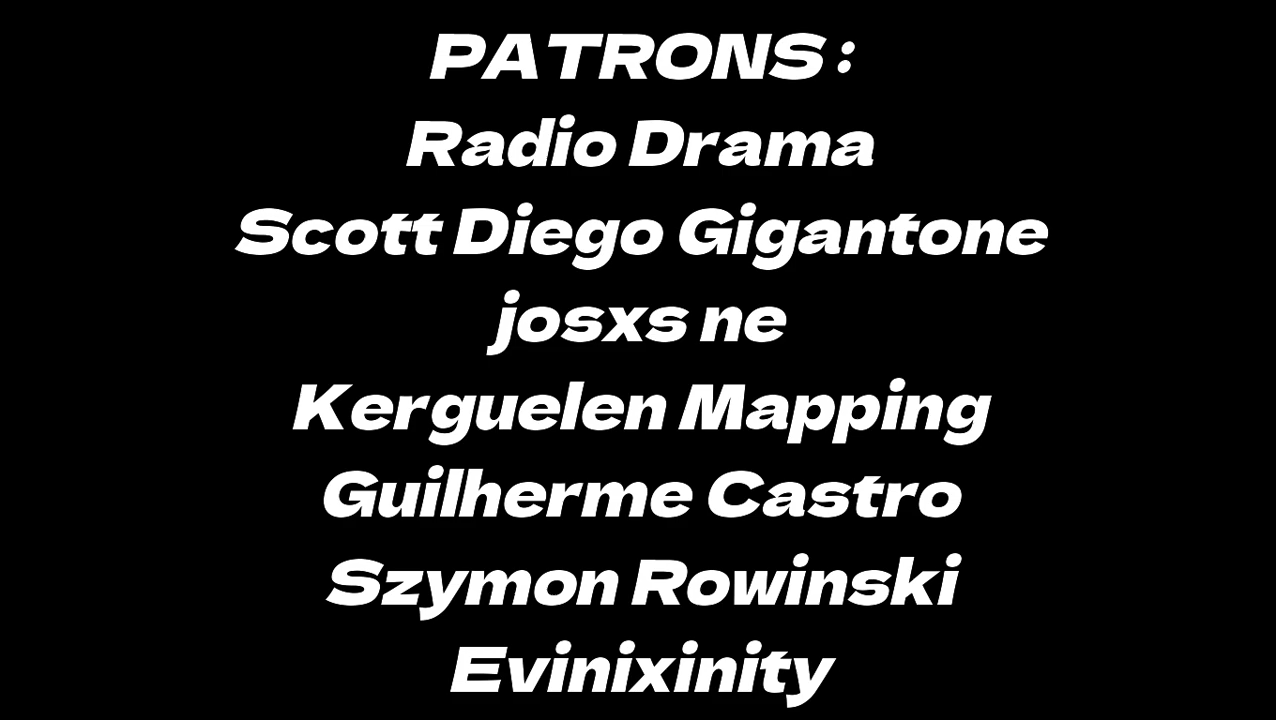 PATRONS :
Radio Drama
Scott Diego Gigantone
josxs ne
Kerguelen Mapping
Guilherme Castro
Szymon Rowinski
Evinixinity